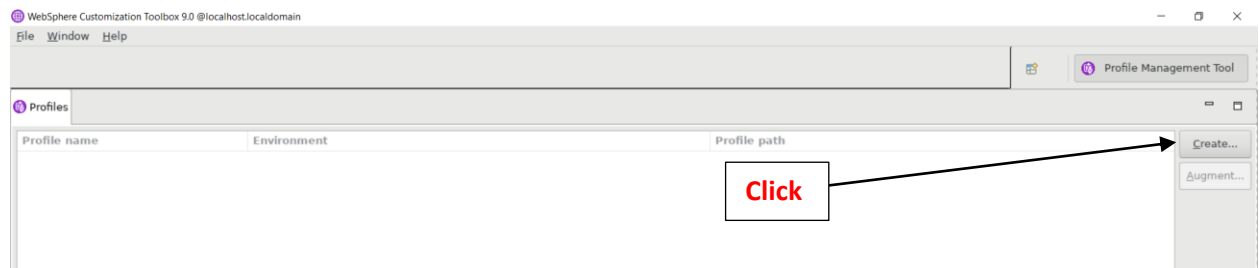 WebSphere Customization Toolbox 9.0 @localhost.localdomain
File Window Help
Profile Management Tool
Profiles
Profile name Environment Profile path
Create...
Augment...
Click